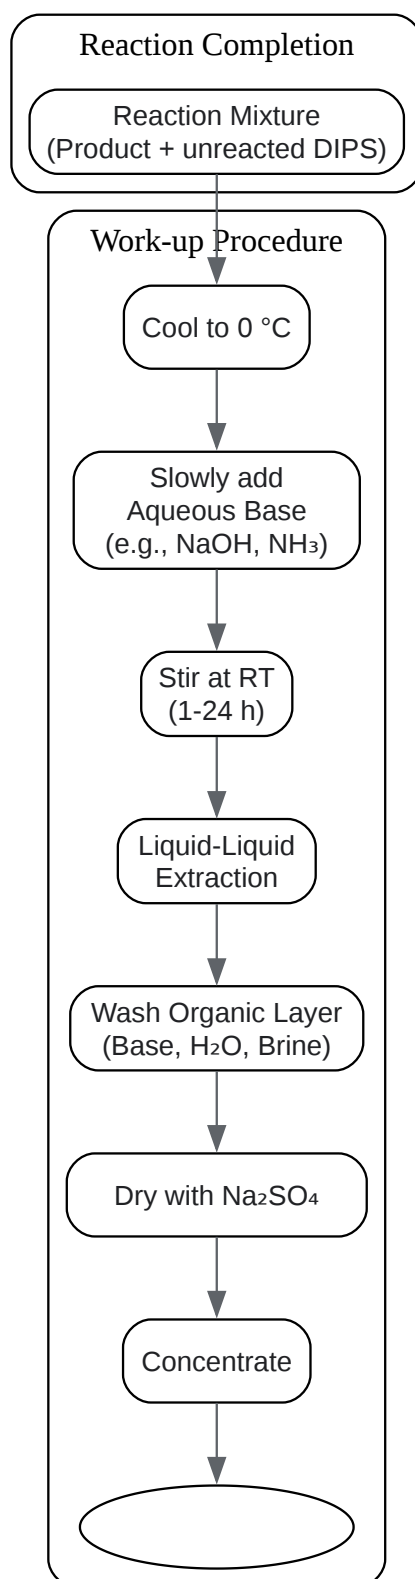 Reaction Completion
Reaction Mixture
(Product + unreacted DIPS)
Work-up Procedure
Cool to 0 °C
Slowly add
Aqueous Base
(e.g., NaOH, NH₃)
Stir at RT
(1-24 h)
Liquid-Liquid
Extraction
Wash Organic Layer
(Base, H₂O, Brine)
Dry with Na₂SO₄
Concentrate